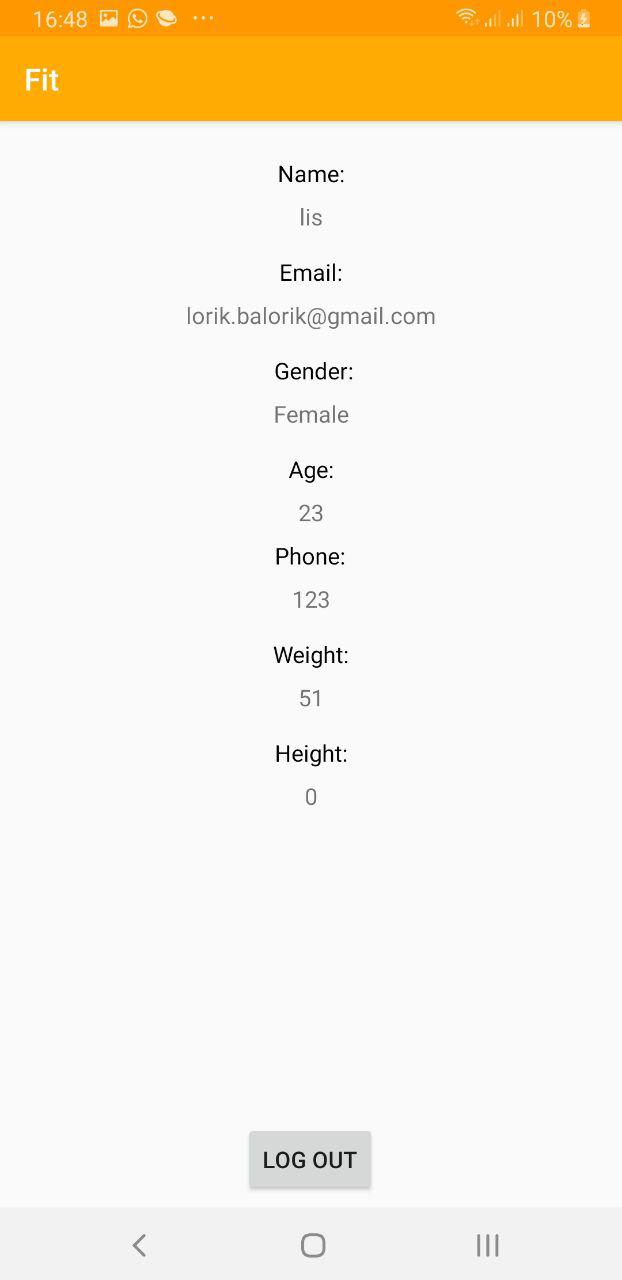 16:48 ... 10%
Fit
Name:
lis
Email:
lorik.balorik@gmail.com
Gender:
Female
Age:
23
Phone:
123
Weight:
51
Height:
0
LOG OUT